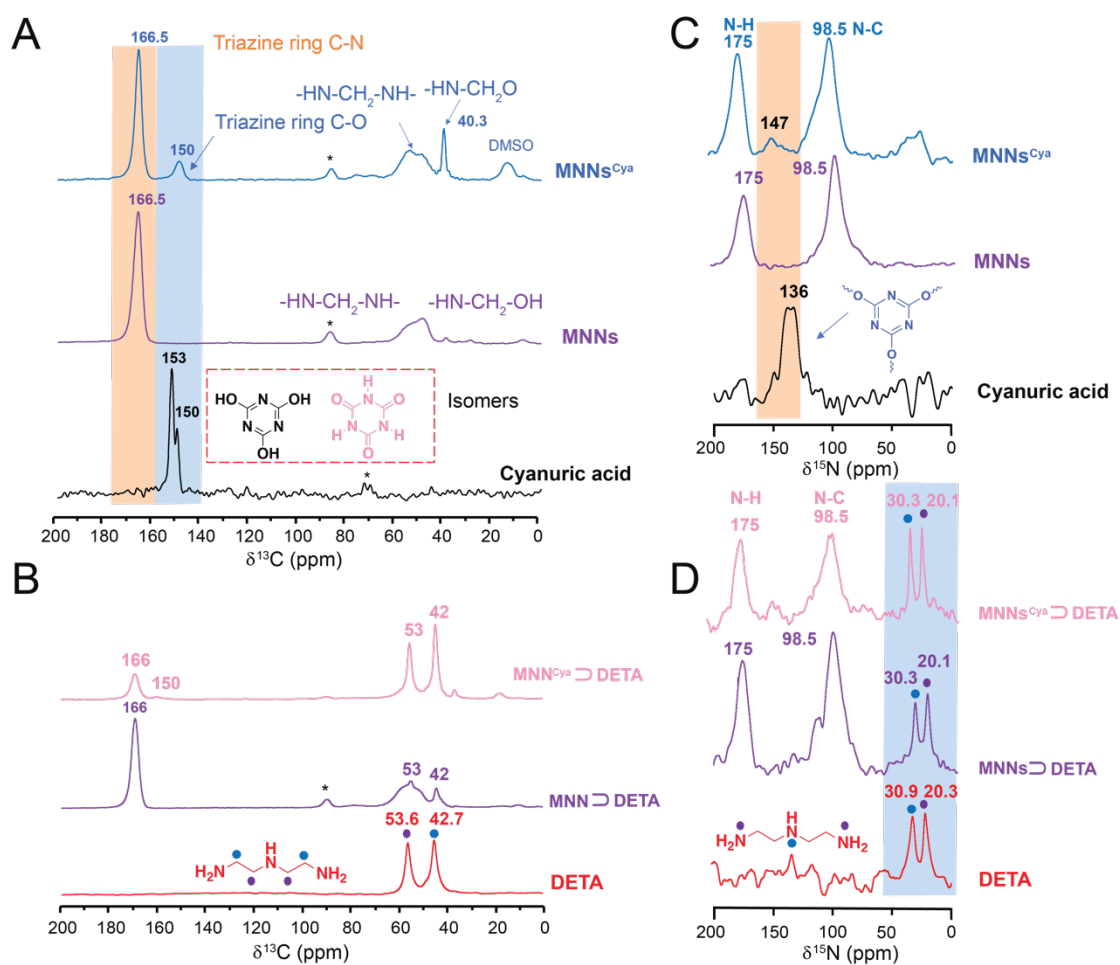 A
166.5
Triazine ring C-N
-HN-CH₂-NH-
-HN-CH₂O
Triazine ring C-O
150
40.3
DMSO
*
MNNsᶜʸᵃ
166.5
-HN-CH₂-NH-
-HN-CH₂-OH
*
MNNs
153
150
HO
N
OH
N
N
OH
H
O
N
O
N
N
H
H
O
Isomers
*
Cyanuric acid
200 180 160 140 120 100 80 60 40 20 0
δ¹³C (ppm)
B
166
150
53
42
MNNᶜʸᵃ⊃ DETA
166
*
53
42
MNN ⊃ DETA
53.6
42.7
H
N
H₂N
NH₂
DETA
200 180 160 140 120 100 80 60 40 20 0
δ¹³C (ppm)
C
N-H
175
98.5 N-C
147
MNNsᶜʸᵃ
175
98.5
MNNs
136
O
N
O
N
N
O
Cyanuric acid
200 150 100 50 0
δ¹⁵N (ppm)
D
N-H
N-C
30.3 20.1
175
98.5
MNNsᶜʸᵃ⊃ DETA
175
98.5
20.1
30.3
MNNs⊃ DETA
30.9 20.3
H
N
H₂N
NH₂
DETA
200 150 100 50 0
δ¹⁵N (ppm)